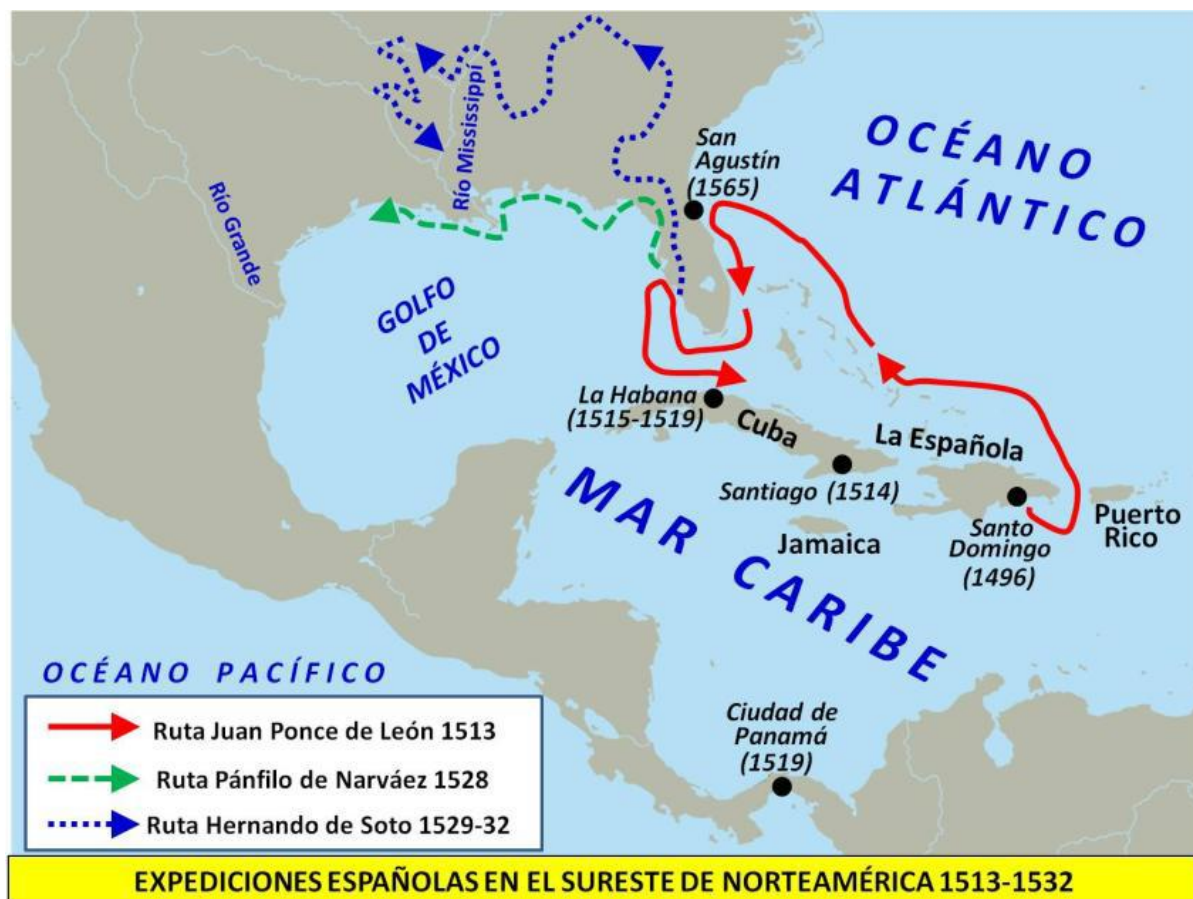 San
Agustín
(1565)
OCÉANO
ATLÁNTICO
Río Mississippí
Río Grande
GOLFO
DE
MÉXICO
La Habana
(1515-1519)
Cuba
La Española
Santiago (1514)
Jamaica
Santo
Domingo
(1496)
Puerto
Rico
MAR CARIBE
OCÉANO PACÍFICO
Ruta Juan Ponce de León 1513
Ruta Pánfilo de Narváez 1528
Ruta Hernando de Soto 1529-32
Ciudad de
Panamá
(1519)
EXPEDICIONES ESPAÑOLAS EN EL SURESTE DE NORTEAMÉRICA 1513-1532